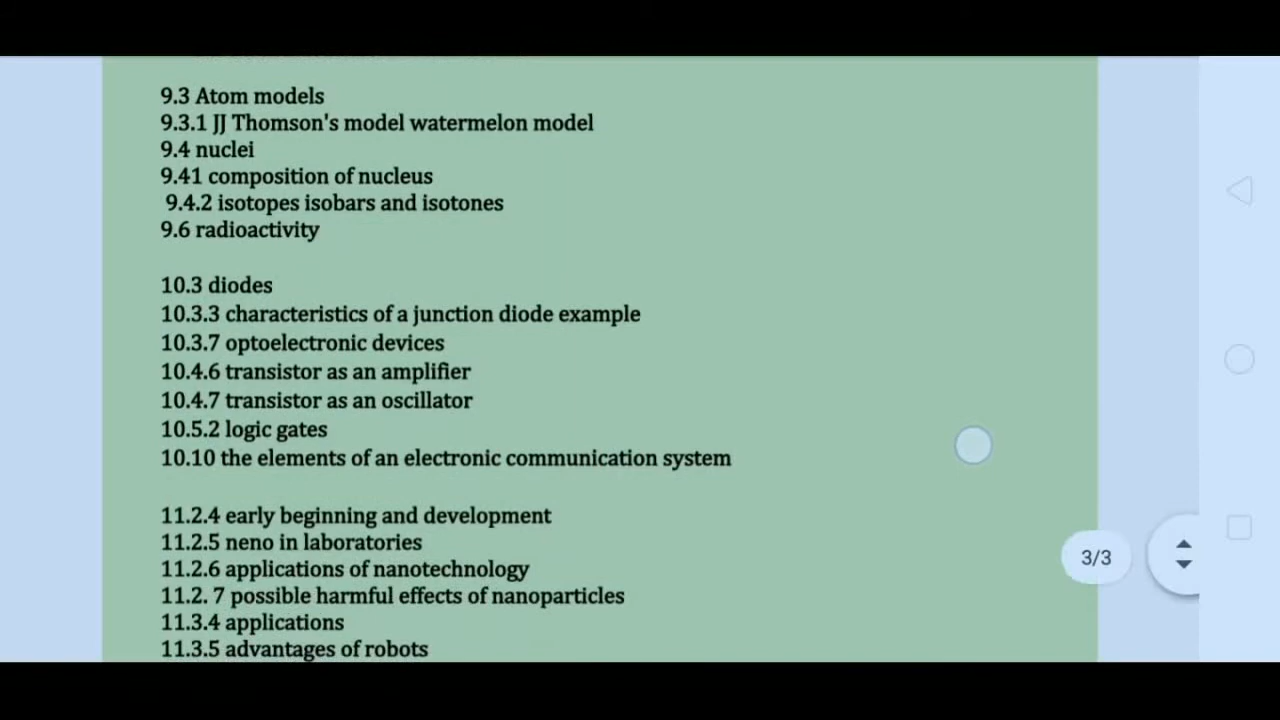 9.3 Atom models
9.3.1 JJ Thomson's model watermelon model
9.4 nuclei
9.41 composition of nucleus
9.4.2 isotopes isobars and isotones
9.6 radioactivity
10.3 diodes
10.3.3 characteristics of a junction diode example
10.3.7 optoelectronic devices
10.4.6 transistor as an amplifier
10.4.7 transistor as an oscillator
10.5.2 logic gates
10.10 the elements of an electronic communication system
11.2.4 early beginning and development
11.2.5 neno in laboratories
11.2.6 applications of nanotechnology
11.2. 7 possible harmful effects of nanoparticles
11.3.4 applications
11.3.5 advantages of robots
3/3